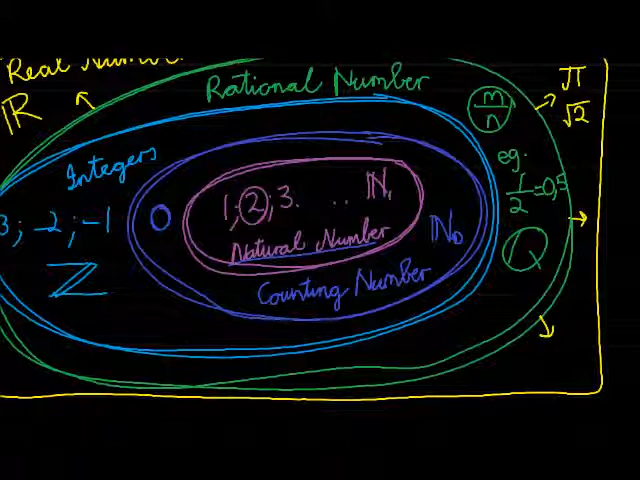 Real Number
ℝ
Rational Number
m/n
π
√2
eg.
1/2 = 0,5
Q
Integers
3; -2; -1
ℤ
0
1; 2; 3. . . ℕ,
Natural Number
ℕ₀
Counting Number